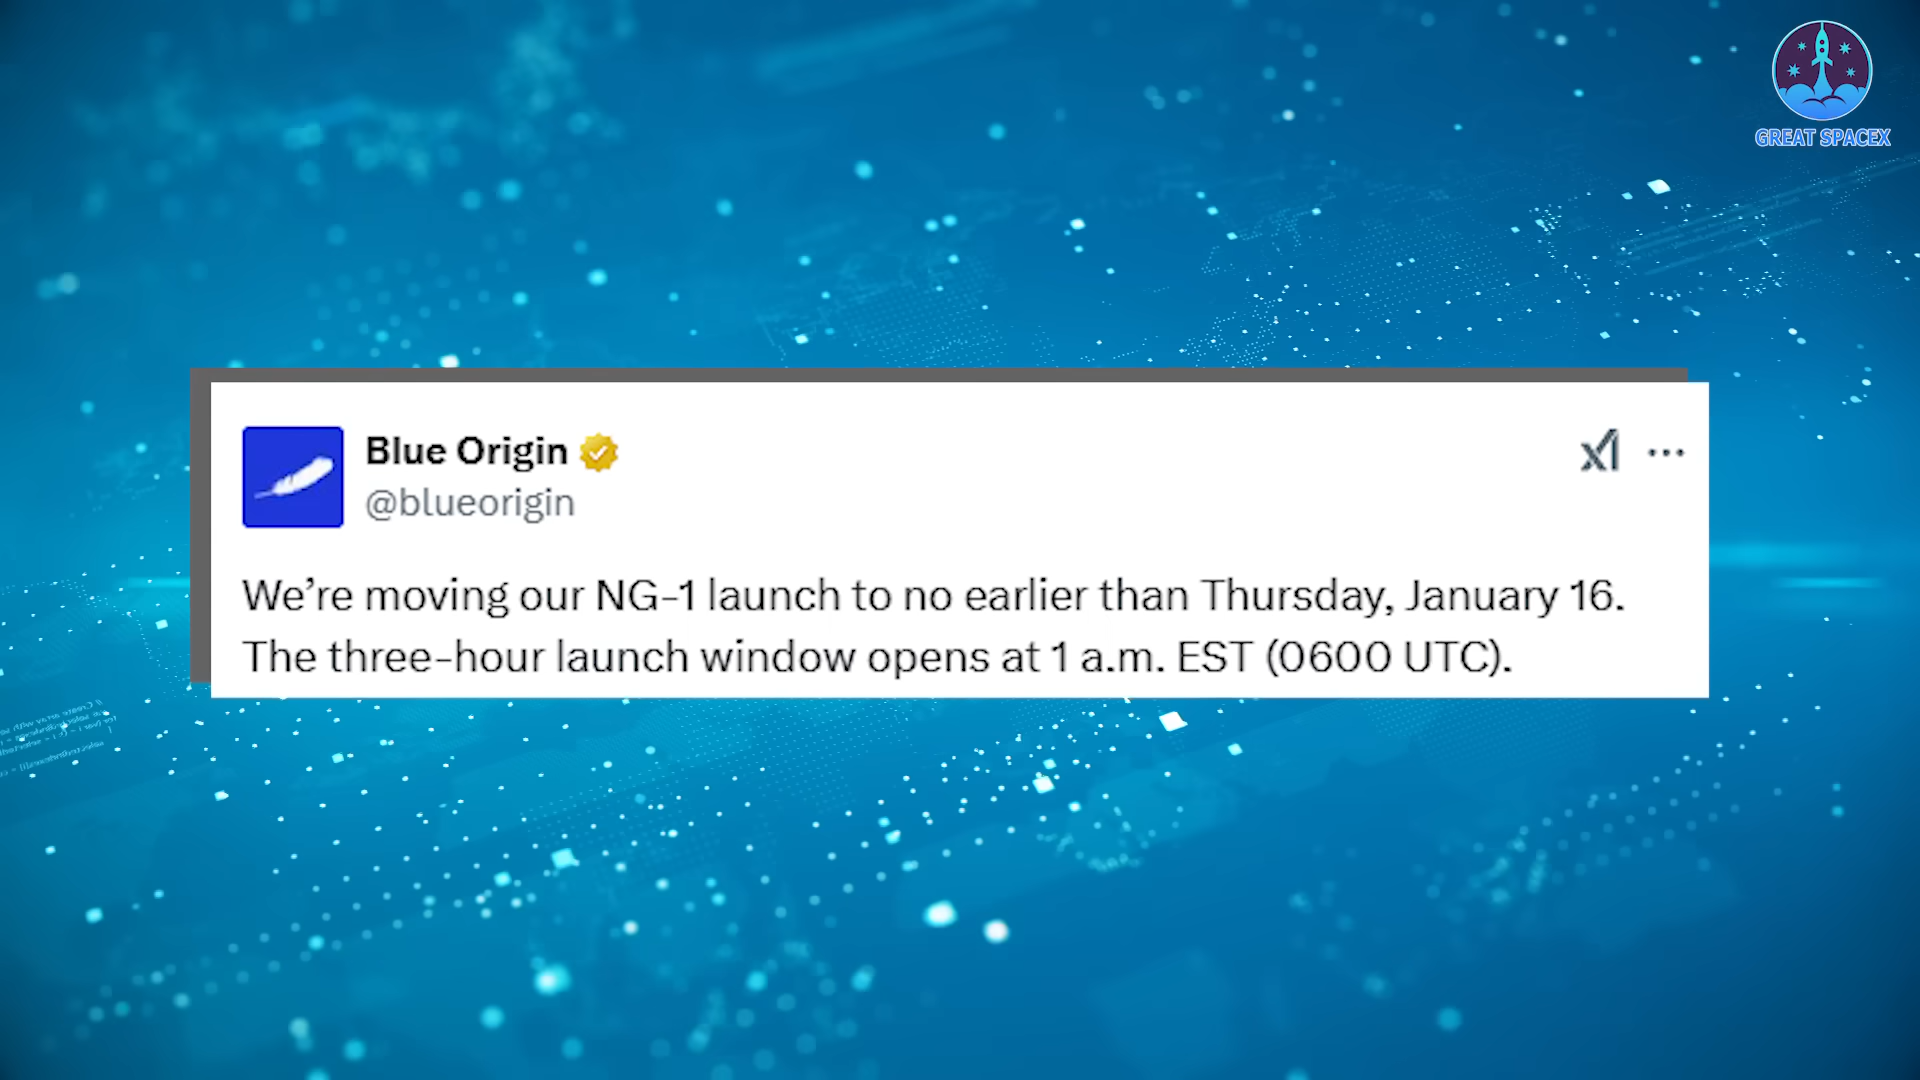 GREAT SPACEX
Blue Origin
@blueorigin
We’re moving our NG-1 launch to no earlier than Thursday, January 16.
The three-hour launch window opens at 1 a.m. EST (0600 UTC).